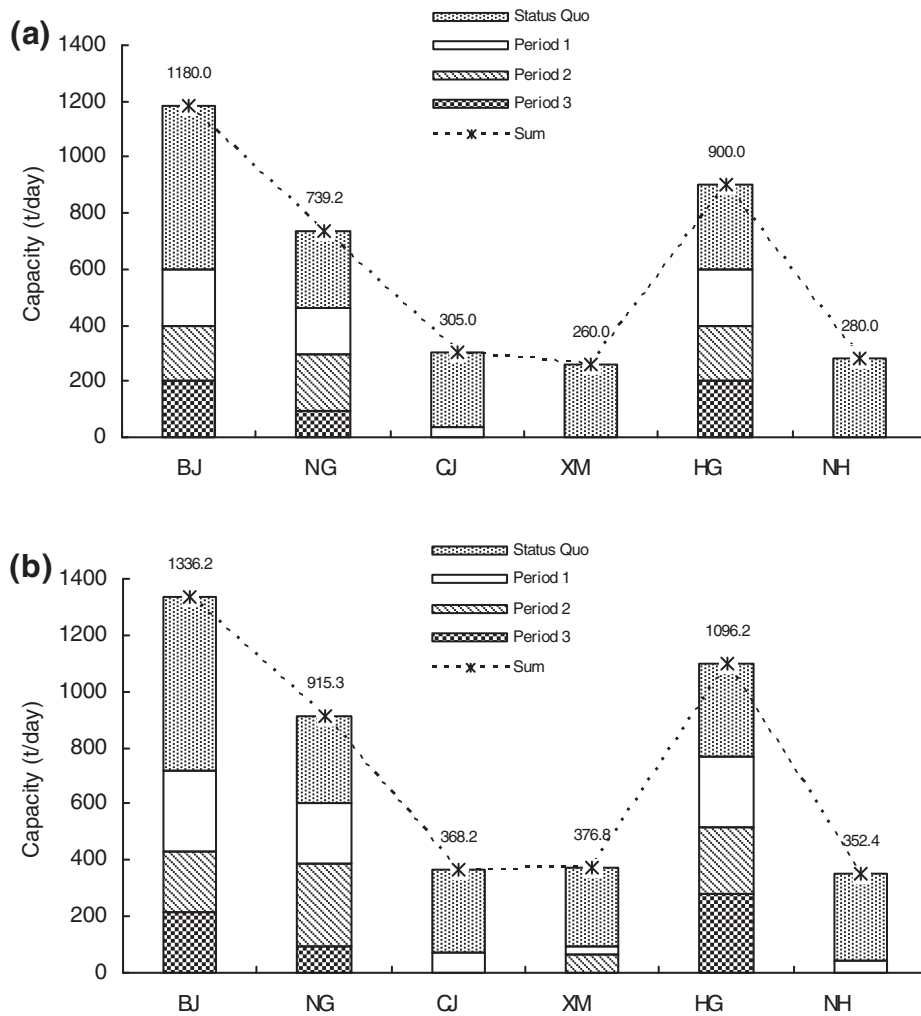 (a)
Status Quo
Period 1
Period 2
Period 3
Sum
Capacity (t/day)
1400
1200
1000
800
600
400
200
0
1180.0
739.2
305.0
260.0
900.0
280.0
BJ NG CJ XM HG NH
(b)
Status Quo
Period 1
Period 2
Period 3
Sum
Capacity (t/day)
1400
1200
1000
800
600
400
200
0
1336.2
915.3
368.2
376.8
1096.2
352.4
BJ NG CJ XM HG NH